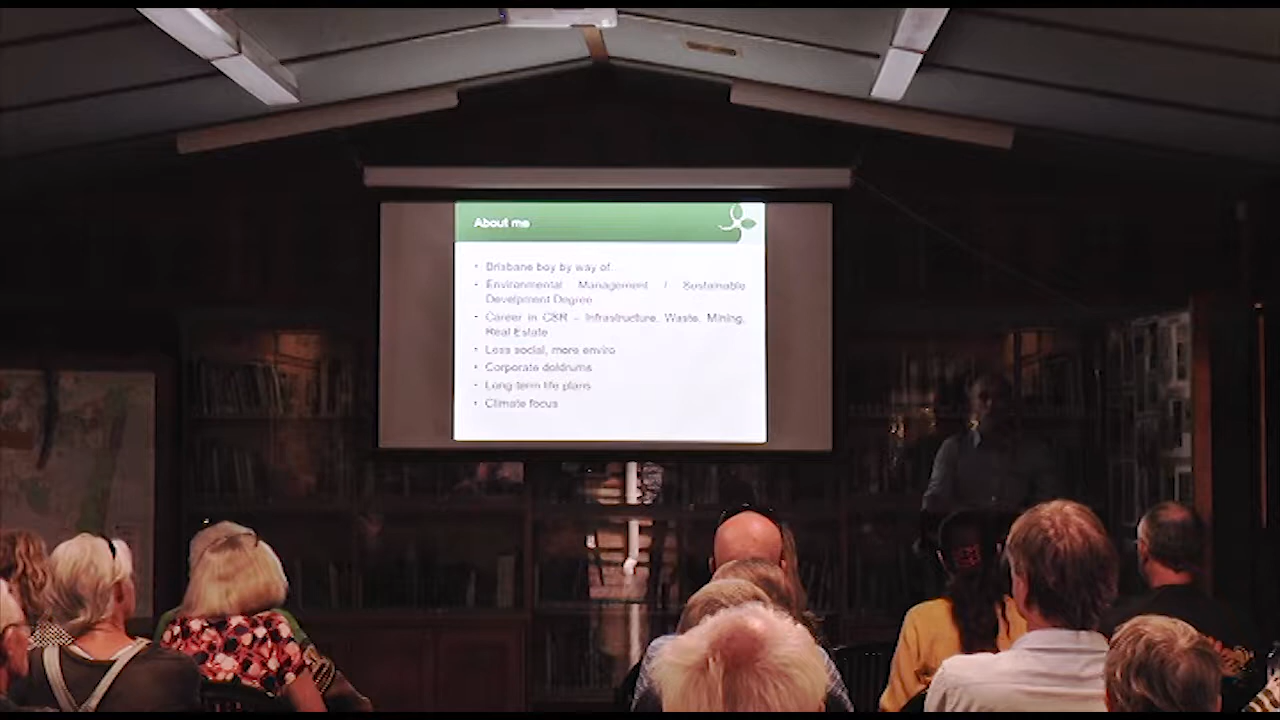 About me
• Brisbane boy by way of...
• Environmental Management / Sustainable
Develpment Degree
• Career in CSR – Infrastructure, Waste, Mining,
Real Estate
• Less social, more enviro
• Corporate doldrums
• Long term life plans
• Climate focus